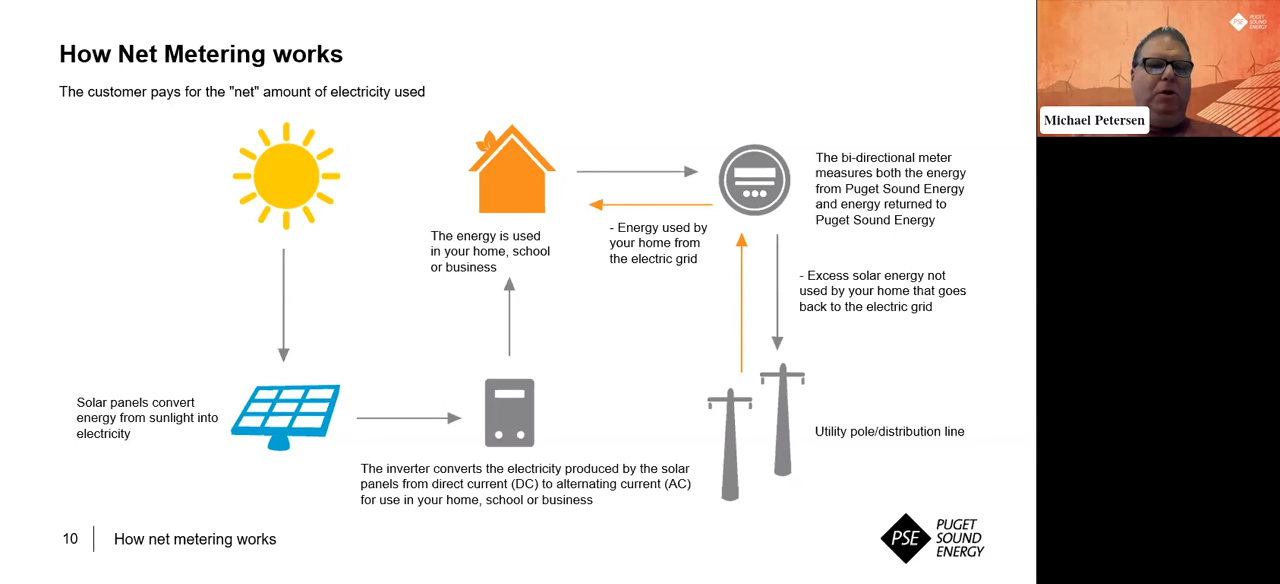 How Net Metering works
The customer pays for the "net" amount of electricity used
The energy is used
in your home, school
or business
- Energy used by
your home from
the electric grid
The bi-directional meter
measures both the energy
from Puget Sound Energy
and energy returned to
Puget Sound Energy
- Excess solar energy not
used by your home that goes
back to the electric grid
Solar panels convert
energy from sunlight into
electricity
The inverter converts the electricity produced by the solar
panels from direct current (DC) to alternating current (AC)
for use in your home, school or business
Utility pole/distribution line
10
How net metering works
PSE
PUGET
SOUND
ENERGY
PSE
PUGET
SOUND
ENERGY
Michael Petersen